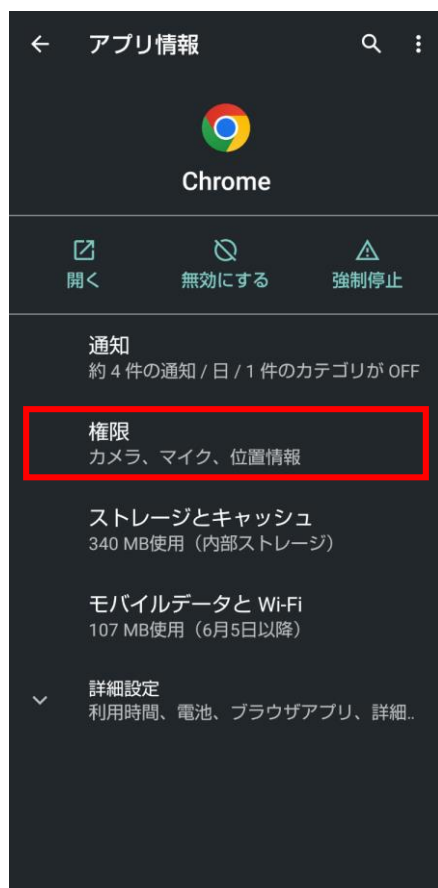 アプリ情報
Chrome
開く 無効にする 強制停止
通知
約 4 件の通知 / 日 / 1 件のカテゴリが OFF
権限
カメラ、マイク、位置情報
ストレージとキャッシュ
340 MB使用（内部ストレージ）
モバイルデータと Wi-Fi
107 MB使用（6月5日以降）
詳細設定
利用時間、電池、ブラウザアプリ、詳細..